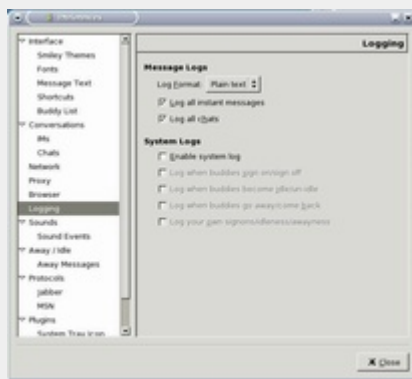 Preferences
Interface
Smiley Themes
Fonts
Message Text
Shortcuts
Buddy List
Conversations
IMs
Chats
Network
Proxy
Browser
Logging
Sounds
Sound Events
Away / Idle
Away Messages
Protocols
Jabber
MSN
Plugins
System Tray Icon
Logging
Message Logs
Log Format: Plain text
Log all instant messages
Log all chats
System Logs
Enable system log
Log when buddies sign on/sign off
Log when buddies become idle/un-idle
Log when buddies go away/come back
Log your own signons/idleness/awayness
Close